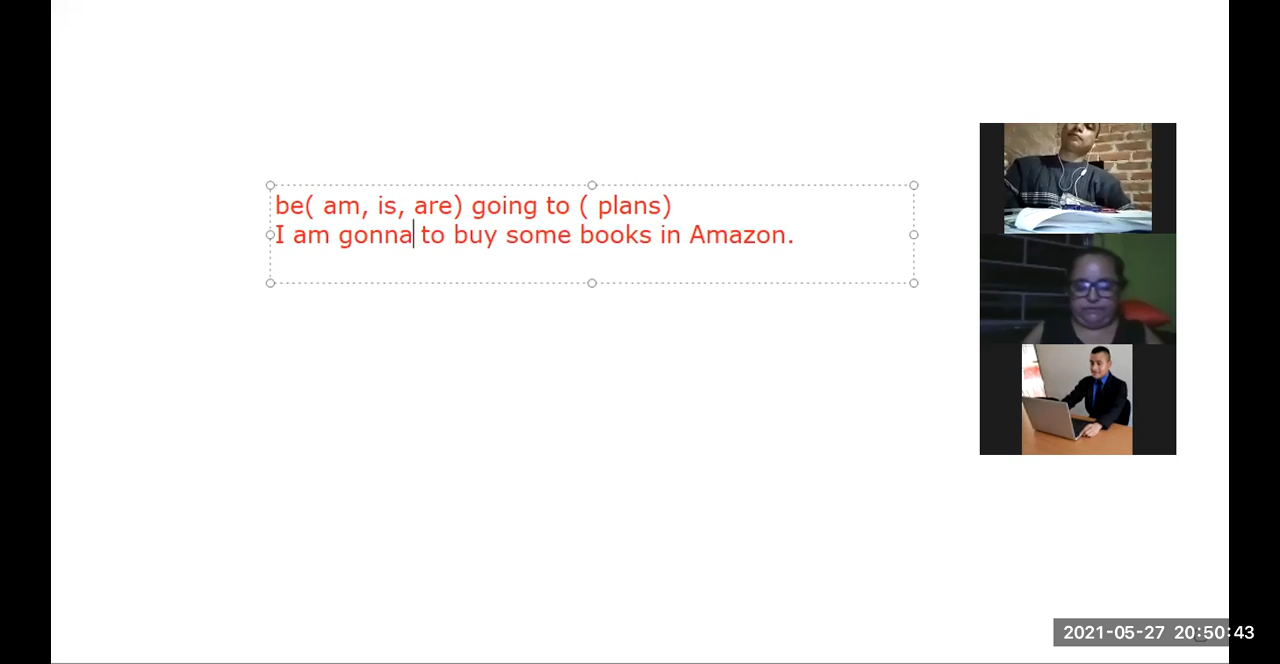 be( am, is, are) going to ( plans)
I am gonna to buy some books in Amazon.
2021-05-27 20:50:43